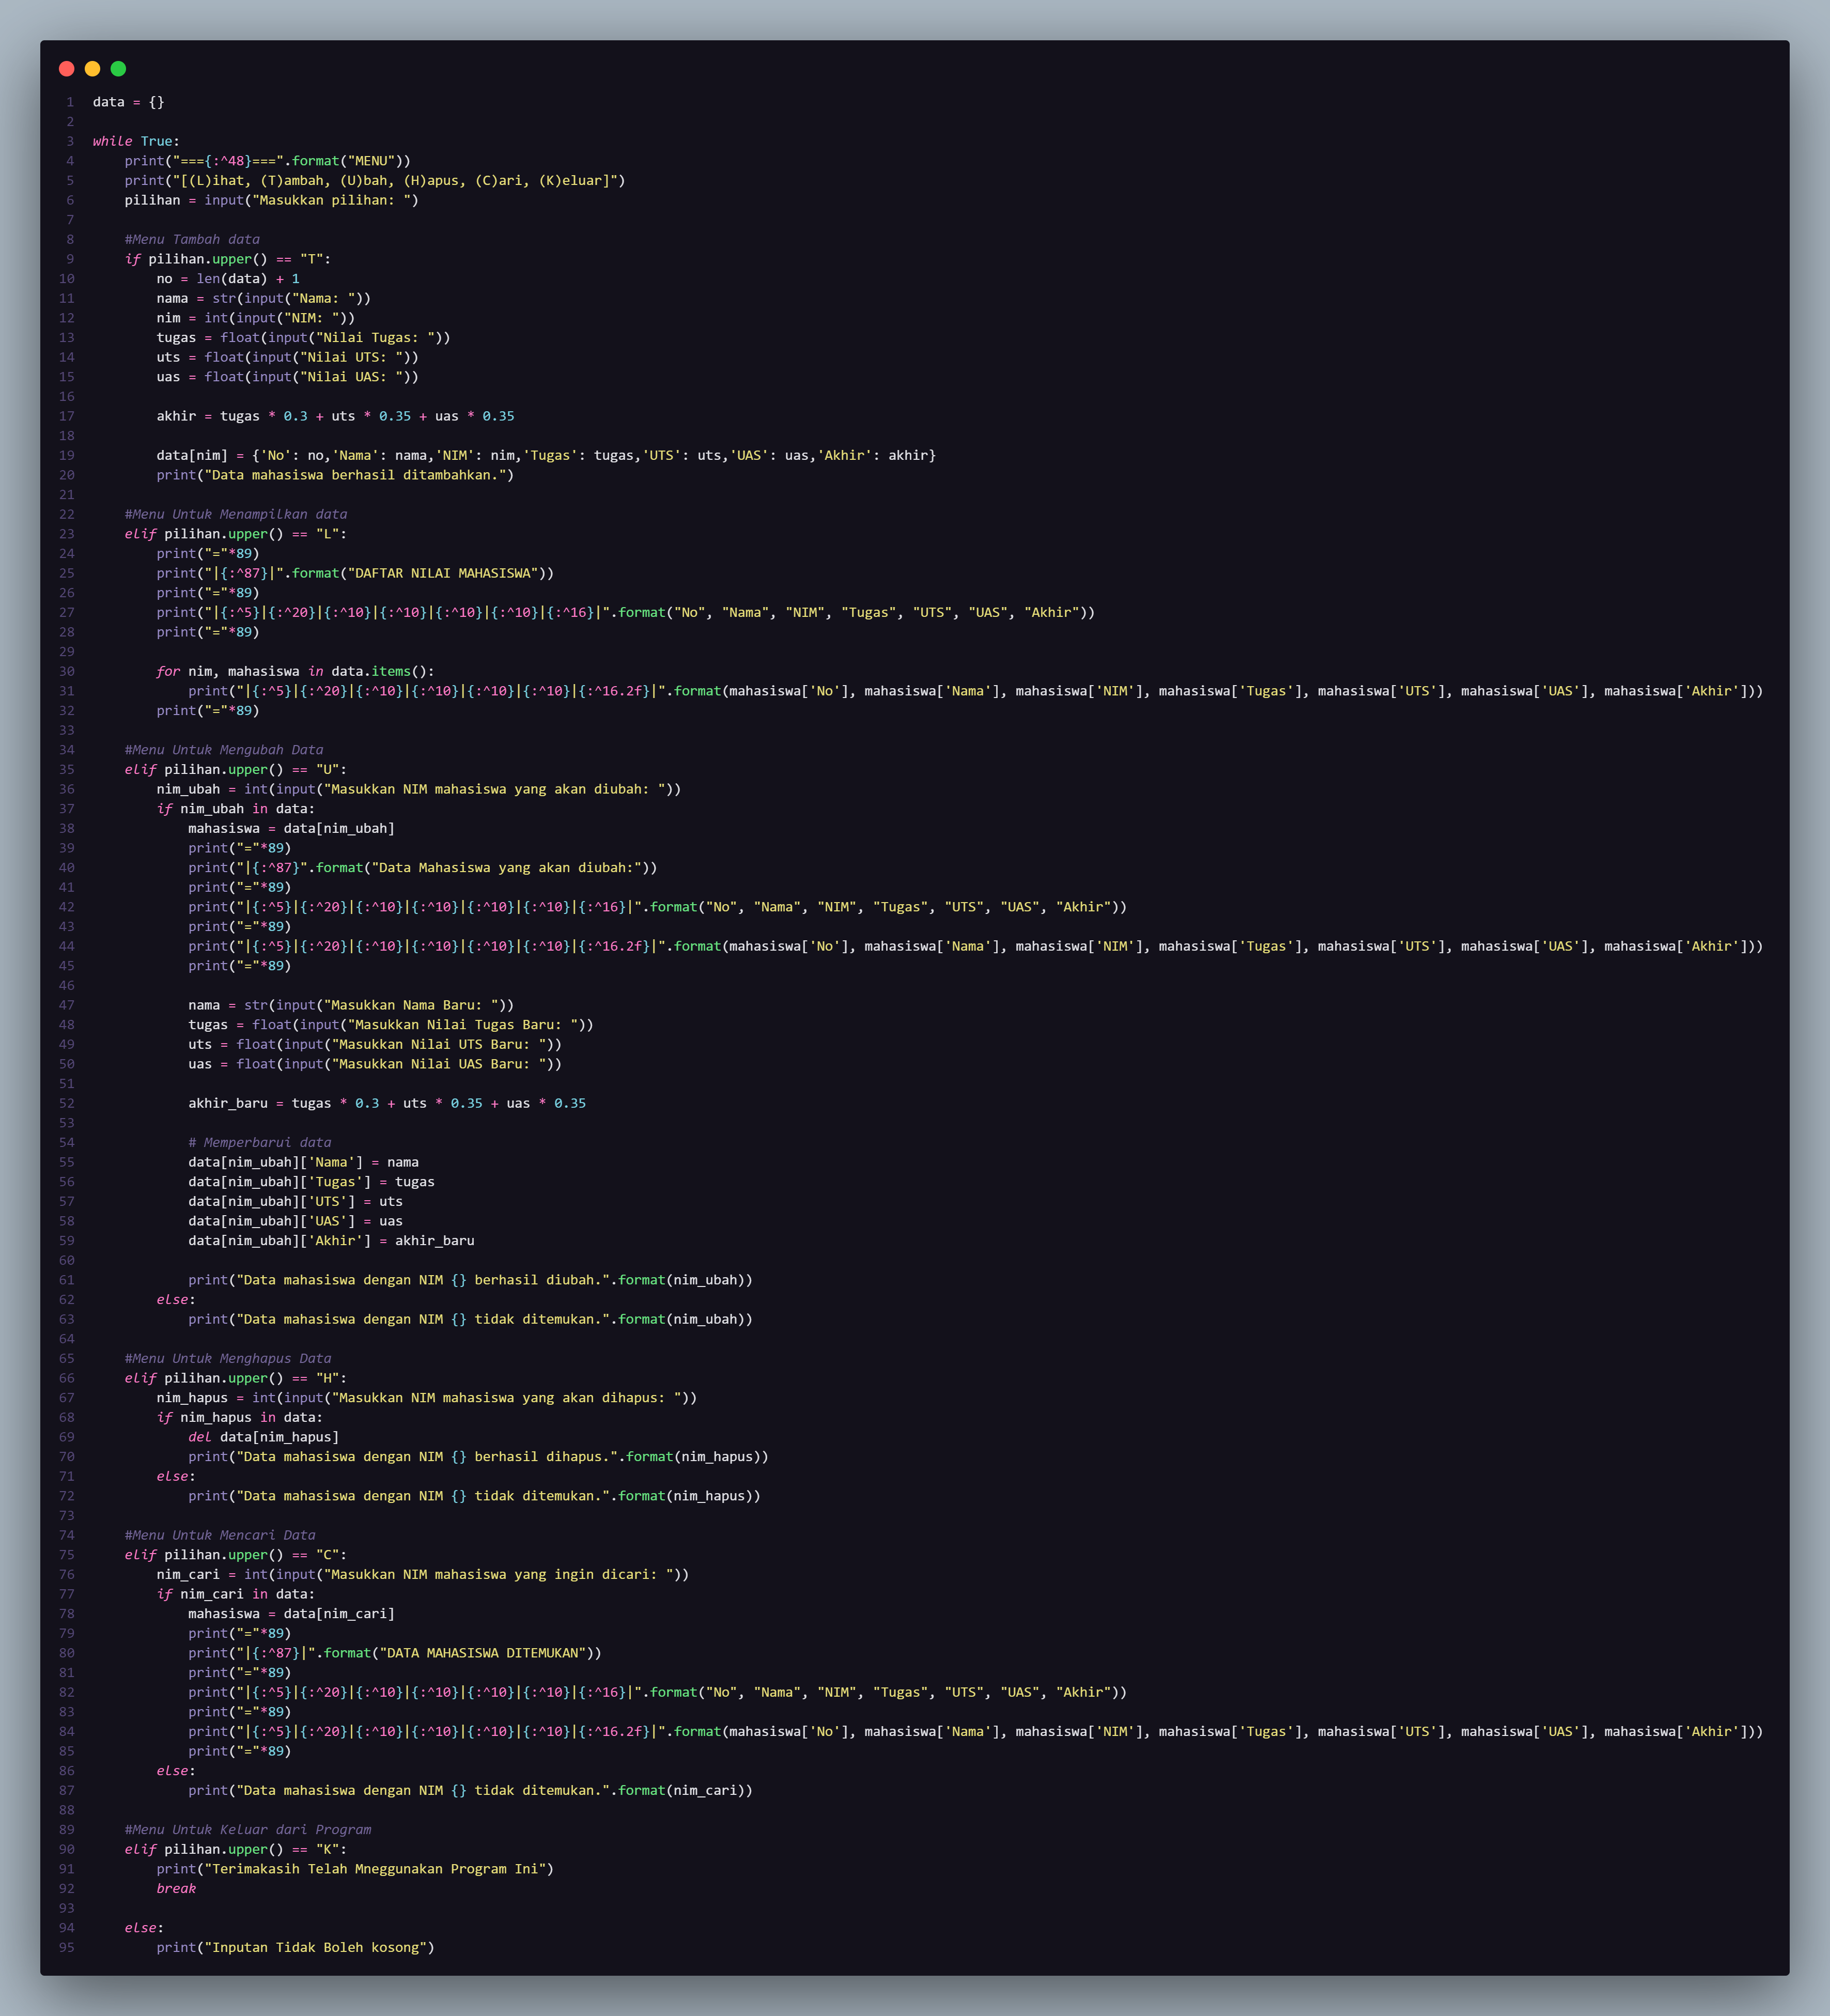 1 data = {}
2
3 while True:
4     print("==={:^48}===".format("MENU"))
5     print("[(L)ihat, (T)ambah, (U)bah, (H)apus, (C)ari, (K)eluar]")
6     pilihan = input("Masukkan pilihan: ")
7
8     #Menu Tambah data
9     if pilihan.upper() == "T":
10         no = len(data) + 1
11         nama = str(input("Nama: "))
12         nim = int(input("NIM: "))
13         tugas = float(input("Nilai Tugas: "))
14         uts = float(input("Nilai UTS: "))
15         uas = float(input("Nilai UAS: "))
16
17         akhir = tugas * 0.3 + uts * 0.35 + uas * 0.35
18
19         data[nim] = {'No': no,'Nama': nama,'NIM': nim,'Tugas': tugas,'UTS': uts,'UAS': uas,'Akhir': akhir}
20         print("Data mahasiswa berhasil ditambahkan.")
21
22     #Menu Untuk Menampilkan data
23     elif pilihan.upper() == "L":
24         print("="*89)
25         print("|{:^87}|".format("DAFTAR NILAI MAHASISWA"))
26         print("="*89)
27         print("|{:^5}|{:^20}|{:^10}|{:^10}|{:^10}|{:^10}|{:^16}|".format("No", "Nama", "NIM", "Tugas", "UTS", "UAS", "Akhir"))
28         print("="*89)
29
30         for nim, mahasiswa in data.items():
31             print("|{:^5}|{:^20}|{:^10}|{:^10}|{:^10}|{:^10}|{:^16.2f}|".format(mahasiswa['No'], mahasiswa['Nama'], mahasiswa['NIM'], mahasiswa['Tugas'], mahasiswa['UTS'], mahasiswa['UAS'], mahasiswa['Akhir']))
32         print("="*89)
33
34     #Menu Untuk Mengubah Data
35     elif pilihan.upper() == "U":
36         nim_ubah = int(input("Masukkan NIM mahasiswa yang akan diubah: "))
37         if nim_ubah in data:
38             mahasiswa = data[nim_ubah]
39             print("="*89)
40             print("|{:^87}".format("Data Mahasiswa yang akan diubah:"))
41             print("="*89)
42             print("|{:^5}|{:^20}|{:^10}|{:^10}|{:^10}|{:^10}|{:^16}|".format("No", "Nama", "NIM", "Tugas", "UTS", "UAS", "Akhir"))
43             print("="*89)
44             print("|{:^5}|{:^20}|{:^10}|{:^10}|{:^10}|{:^10}|{:^16.2f}|".format(mahasiswa['No'], mahasiswa['Nama'], mahasiswa['NIM'], mahasiswa['Tugas'], mahasiswa['UTS'], mahasiswa['UAS'], mahasiswa['Akhir']))
45             print("="*89)
46
47             nama = str(input("Masukkan Nama Baru: "))
48             tugas = float(input("Masukkan Nilai Tugas Baru: "))
49             uts = float(input("Masukkan Nilai UTS Baru: "))
50             uas = float(input("Masukkan Nilai UAS Baru: "))
51
52             akhir_baru = tugas * 0.3 + uts * 0.35 + uas * 0.35
53
54             # Memperbarui data
55             data[nim_ubah]['Nama'] = nama
56             data[nim_ubah]['Tugas'] = tugas
57             data[nim_ubah]['UTS'] = uts
58             data[nim_ubah]['UAS'] = uas
59             data[nim_ubah]['Akhir'] = akhir_baru
60
61             print("Data mahasiswa dengan NIM {} berhasil diubah.".format(nim_ubah))
62         else:
63             print("Data mahasiswa dengan NIM {} tidak ditemukan.".format(nim_ubah))
64
65     #Menu Untuk Menghapus Data
66     elif pilihan.upper() == "H":
67         nim_hapus = int(input("Masukkan NIM mahasiswa yang akan dihapus: "))
68         if nim_hapus in data:
69             del data[nim_hapus]
70             print("Data mahasiswa dengan NIM {} berhasil dihapus.".format(nim_hapus))
71         else:
72             print("Data mahasiswa dengan NIM {} tidak ditemukan.".format(nim_hapus))
73
74     #Menu Untuk Mencari Data
75     elif pilihan.upper() == "C":
76         nim_cari = int(input("Masukkan NIM mahasiswa yang ingin dicari: "))
77         if nim_cari in data:
78             mahasiswa = data[nim_cari]
79             print("="*89)
80             print("|{:^87}|".format("DATA MAHASISWA DITEMUKAN"))
81             print("="*89)
82             print("|{:^5}|{:^20}|{:^10}|{:^10}|{:^10}|{:^10}|{:^16}|".format("No", "Nama", "NIM", "Tugas", "UTS", "UAS", "Akhir"))
83             print("="*89)
84             print("|{:^5}|{:^20}|{:^10}|{:^10}|{:^10}|{:^10}|{:^16.2f}|".format(mahasiswa['No'], mahasiswa['Nama'], mahasiswa['NIM'], mahasiswa['Tugas'], mahasiswa['UTS'], mahasiswa['UAS'], mahasiswa['Akhir']))
85             print("="*89)
86         else:
87             print("Data mahasiswa dengan NIM {} tidak ditemukan.".format(nim_cari))
88
89     #Menu Untuk Keluar dari Program
90     elif pilihan.upper() == "K":
91         print("Terimakasih Telah Mneggunakan Program Ini")
92         break
93
94     else:
95         print("Inputan Tidak Boleh kosong")